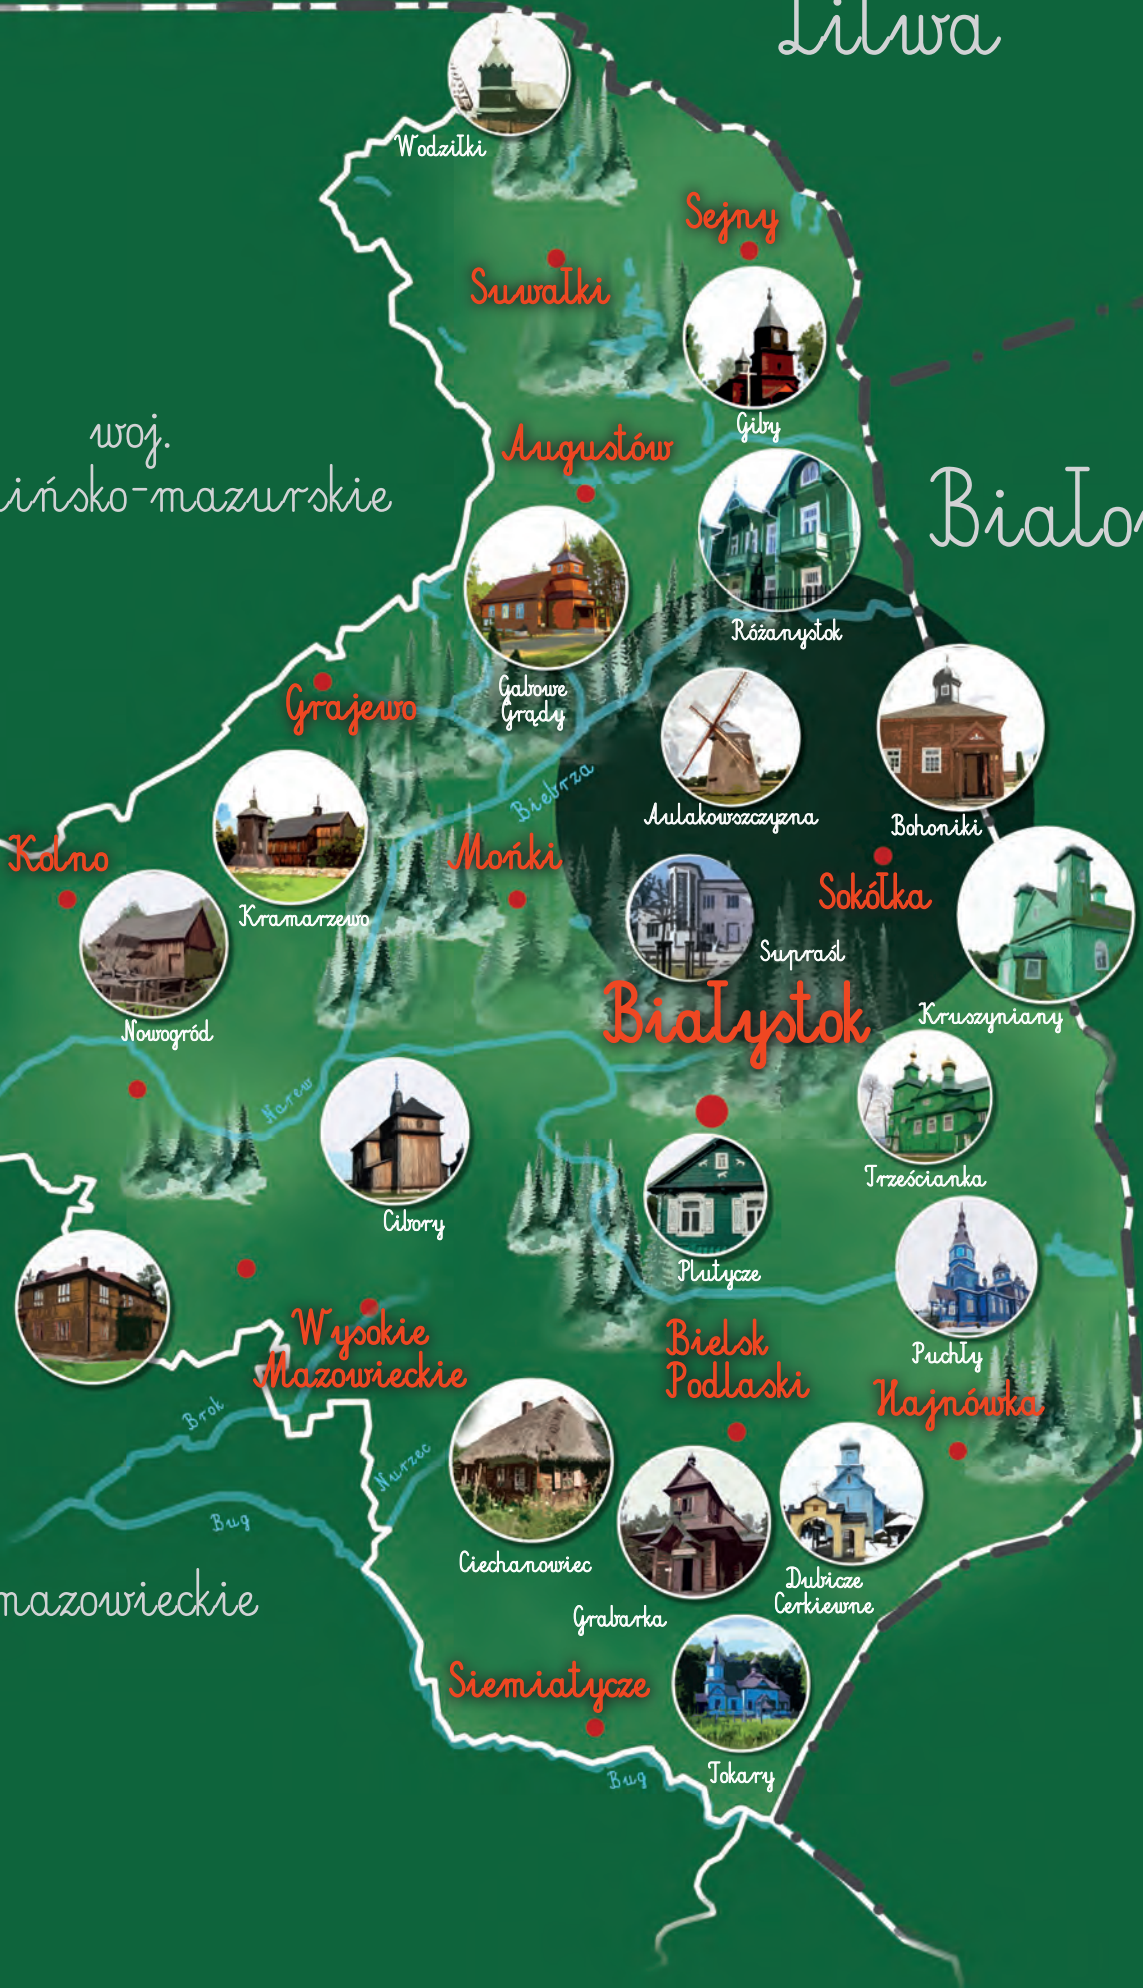 Litwa
Wodziłki
Sejny
Suwałki
Giby
woj.
ińsko-mazurskie
Augustów
Białor
Różanystok
Gabowe
Grądy
Grajewo
Biebrza
Aulakowszczyzna
Bohoniki
Kolno
Mońki
Sokółka
Kramarzewo
Supraśl
Białystok
Kruszyniany
Nowogród
Narew
Trześcianka
Cibory
Plutycze
Puchły
Wysokie
Mazowieckie
Bielsk
Podlaski
Hajnówka
Brok
Nurzec
Bug
Ciechanowiec
Dubicze
Cerkiewne
mazowieckie
Grabarka
Siemiatycze
Bug
Tokary